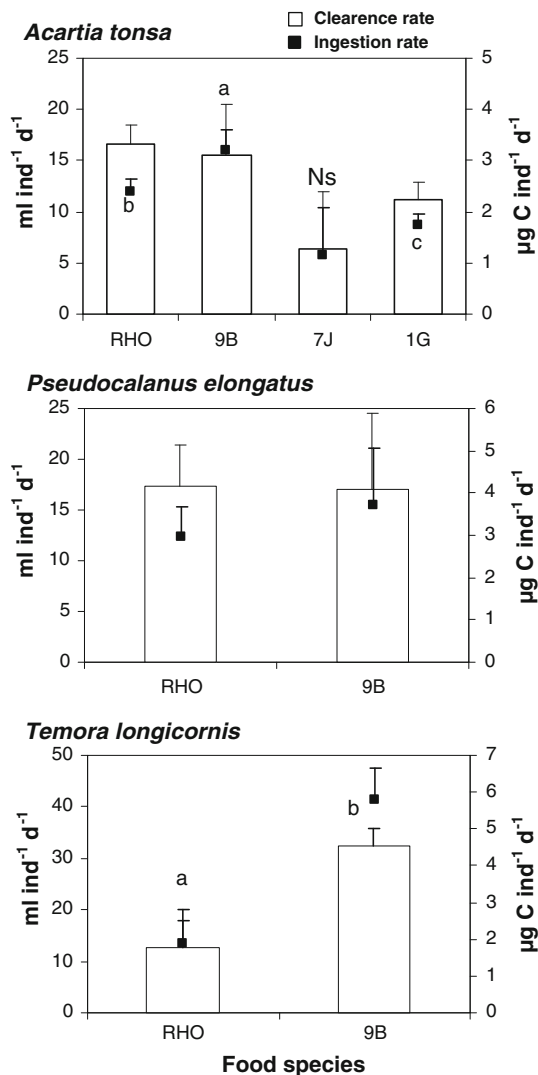 Acartia tonsa
Clearence rate
Ingestion rate
ml ind⁻¹ d⁻¹
µg C ind⁻¹ d⁻¹
25
20
15
10
5
0
5
4
3
2
1
0
b
a
Ns
c
RHO 9B 7J 1G
Pseudocalanus elongatus
ml ind⁻¹ d⁻¹
µg C ind⁻¹ d⁻¹
25
20
15
10
5
0
6
5
4
3
2
1
0
RHO 9B
Temora longicornis
ml ind⁻¹ d⁻¹
µg C ind⁻¹ d⁻¹
50
40
30
20
10
0
7
6
5
4
3
2
1
0
a
b
RHO 9B
Food species